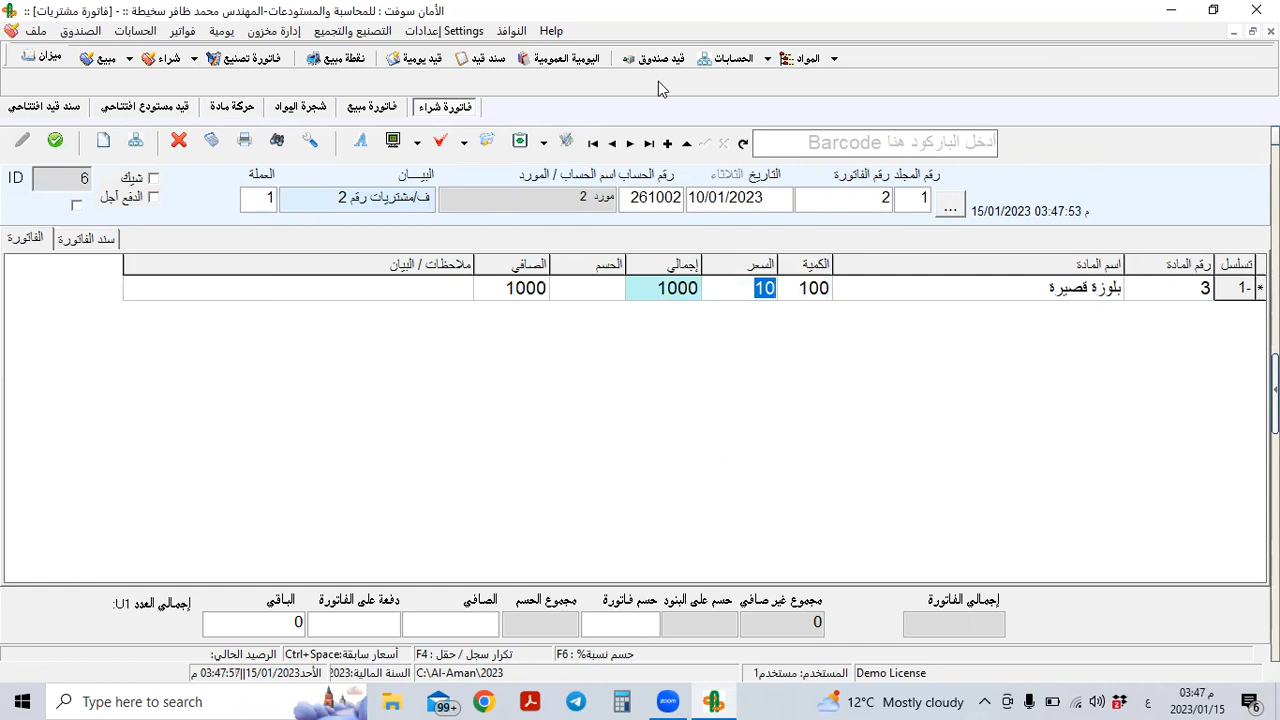 الأمان سوفت : للمحاسبة والمستودعات-المهندس محمد ظافر سخيطة :: - [فاتورة مشتريات] ::
ملف الصندوق الحسابات يومية فواتير إدارة مخزون التصنيع والتجميع إعدادات Settings النوافذ Help
ميزان مبيع شراء فاتورة تصنيع نقطة مبيع قيد يومية سند قيد اليومية العمومية قيد صندوق الحسابات المواد
سند قيد افتتاحي قيد مستودع افتتاحي حركة مادة شجرة المواد فاتورة مبيع فاتورة شراء
ادخل الباركود هنا Barcode
رقم المجلد رقم الفاتورة التاريخ الثلاثاء رقم الحساب اسم الحساب / المورد البيــــان العملة شيك ID
1 2 10/01/2023 261002 مورد 2 ف/مشتريات رقم 2 1 الدفع آجل 6
... 15/01/2023 03:47:53 م
الفاتورة سند الفاتورة
تسلسل رقم المادة اسم المادة الكمية السعر إجمالي الحسم الصافي ملاحظات / البيان
* -1 3 بلوزة قصيرة 100 10 1000 1000
إجمالي الفاتورة مجموع غير صافي حسم على البنود حسم فاتورة مجموع الحسم الصافي دفعة على الفاتورة الباقي إجمالي العدد U1:
0 0
حسم نسبة% : F6 تكرار سجل / حقل : F4 أسعار سابقة:Ctrl+Space الرصيد الحالي:
الأحد15/01/2023||03:47:57 م السنة المالية:2023 C:\Al-Aman\2023 المستخدم: مستخدم1 Demo License
Type here to search 99+ zoom 12°C Mostly cloudy ع 03:47 م
2023/01/15 6